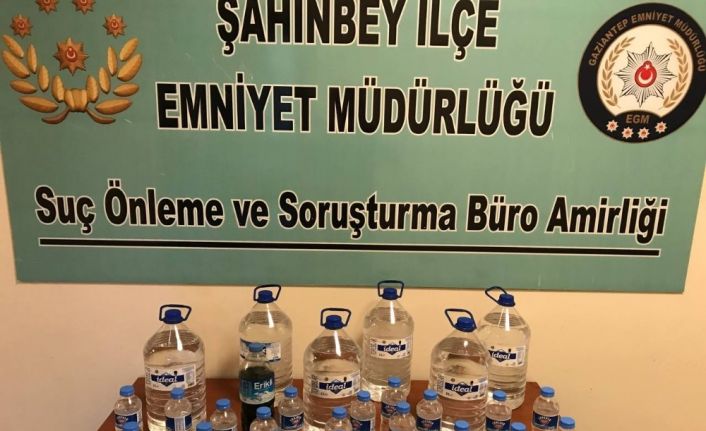 ŞAHİNBEY İLÇE
EMNİYET MÜDÜRLÜĞÜ
Suç Önleme ve Soruşturma Büro Amirliği
GAZİANTEP EMNİYET MÜDÜRLÜĞÜ
EGM
ideal
Erikli
ideal
ideal
ideal
ideal